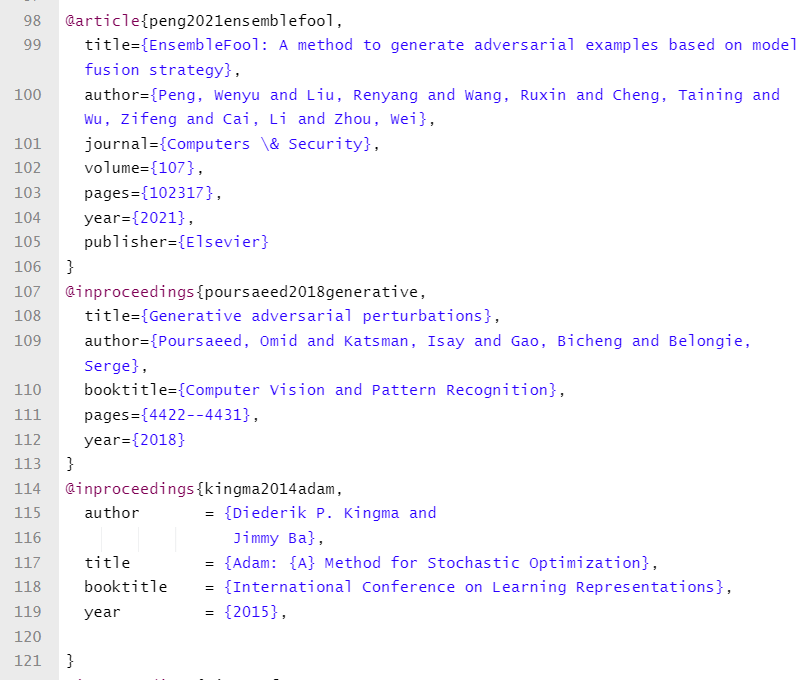 98 @article{peng2021ensemblefool,
99 title={EnsembleFool: A method to generate adversarial examples based on model
fusion strategy},
100 author={Peng, Wenyu and Liu, Renyang and Wang, Ruxin and Cheng, Taining and
Wu, Zifeng and Cai, Li and Zhou, Wei},
101 journal={Computers \& Security},
102 volume={107},
103 pages={102317},
104 year={2021},
105 publisher={Elsevier}
106 }
107 @inproceedings{poursaeed2018generative,
108 title={Generative adversarial perturbations},
109 author={Poursaeed, Omid and Katsman, Isay and Gao, Bicheng and Belongie,
Serge},
110 booktitle={Computer Vision and Pattern Recognition},
111 pages={4422--4431},
112 year={2018}
113 }
114 @inproceedings{kingma2014adam,
115 author = {Diederik P. Kingma and
116 Jimmy Ba},
117 title = {Adam: {A} Method for Stochastic Optimization},
118 booktitle = {International Conference on Learning Representations},
119 year = {2015},
120
121 }